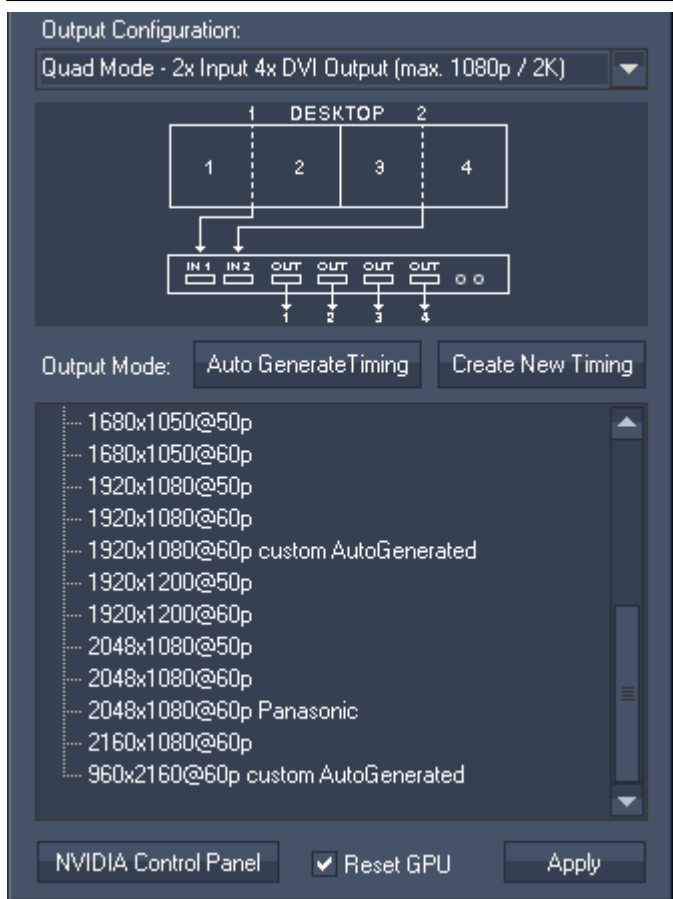 Output Configuration:
Quad Mode - 2x Input 4x DVI Output (max. 1080p / 2K)
1 DESKTOP 2
1 2 3 4
IN 1 IN 2 OUT OUT OUT OUT
1 2 3 4
Output Mode: Auto GenerateTiming Create New Timing
1680x1050@50p
1680x1050@60p
1920x1080@50p
1920x1080@60p
1920x1080@60p custom AutoGenerated
1920x1200@50p
1920x1200@60p
2048x1080@50p
2048x1080@60p
2048x1080@60p Panasonic
2160x1080@60p
960x2160@60p custom AutoGenerated
NVIDIA Control Panel Reset GPU Apply